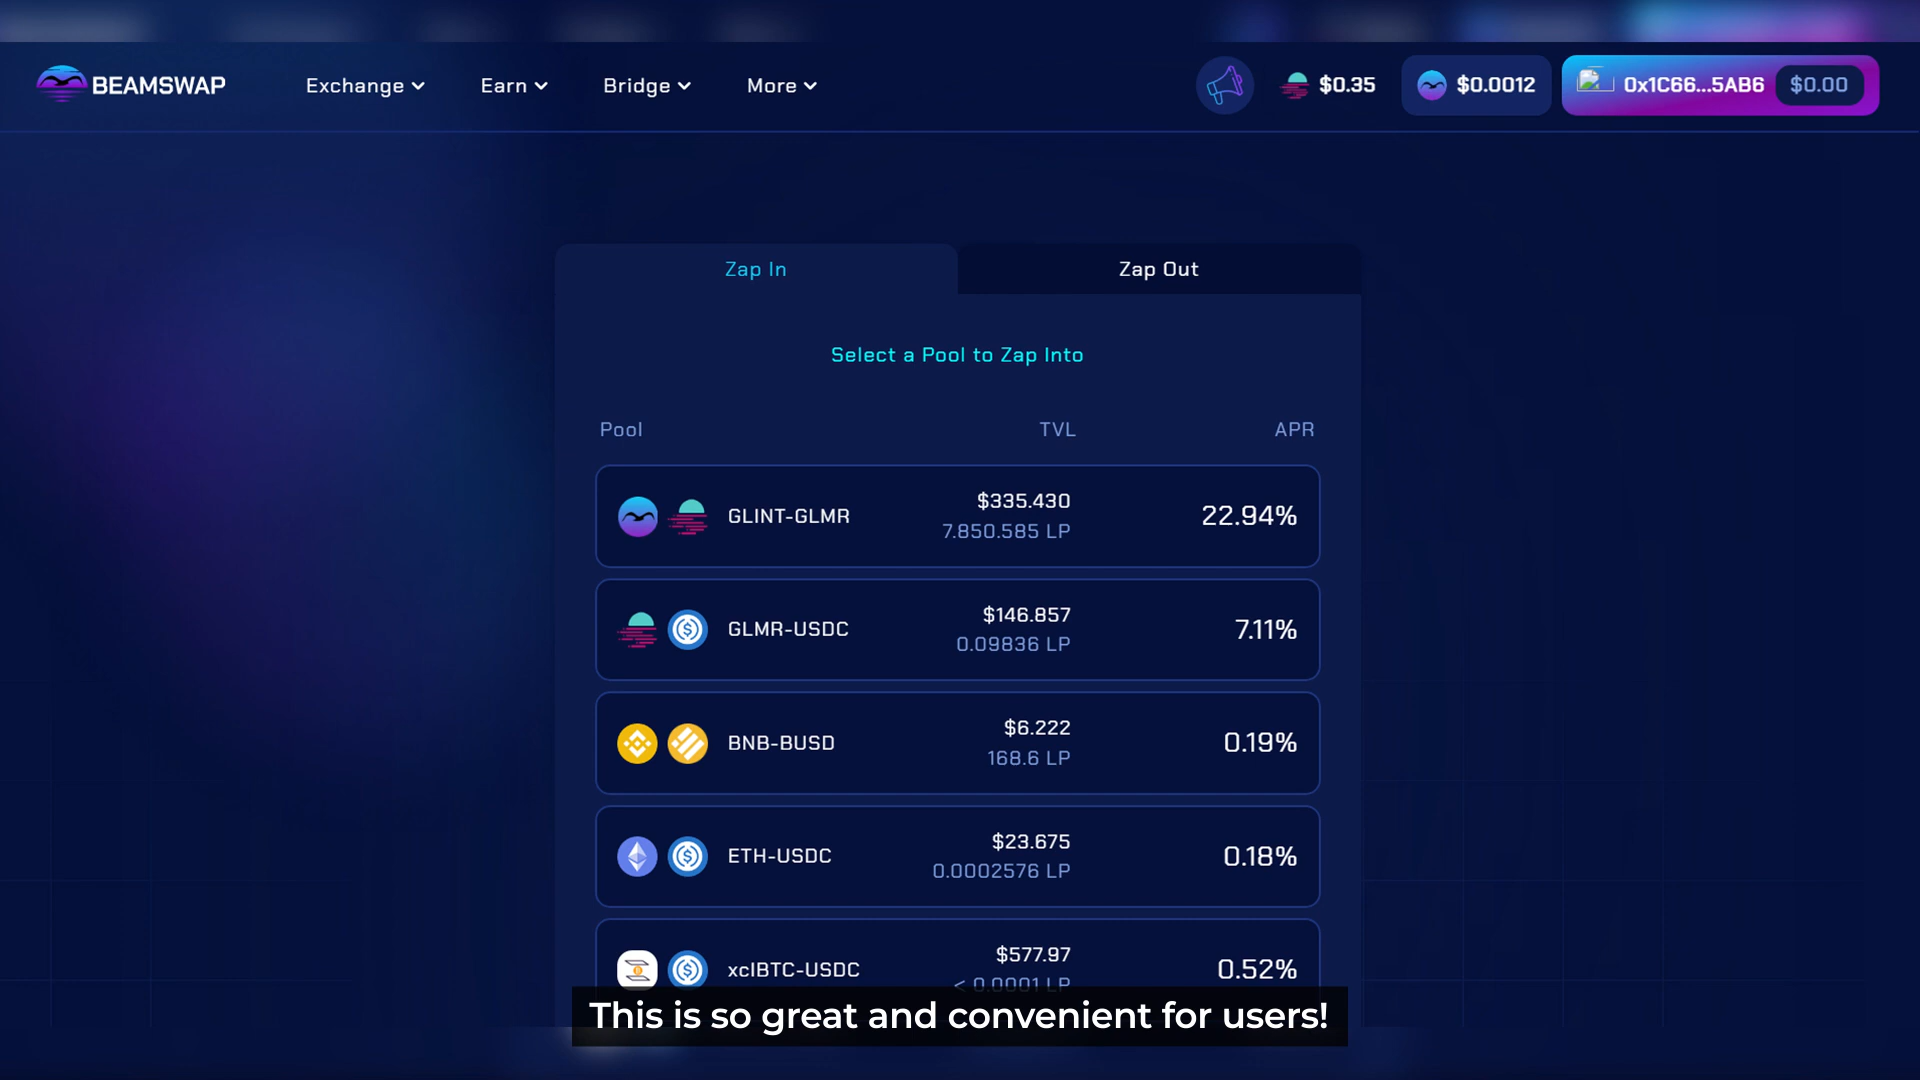 BEAMSWAP Exchange Earn Bridge More $0.35 $0.0012 0x1C66...5AB6 $0.00
Zap In Zap Out
Select a Pool to Zap Into
Pool TVL APR
GLINT-GLMR $335.430 22.94%
7.850.585 LP
GLMR-USDC $146.857 7.11%
0.09836 LP
BNB-BUSD $6.222 0.19%
168.6 LP
ETH-USDC $23.675 0.18%
0.0002576 LP
xcIBTC-USDC $577.97 0.52%
< 0.0001 LP
This is so great and convenient for users!